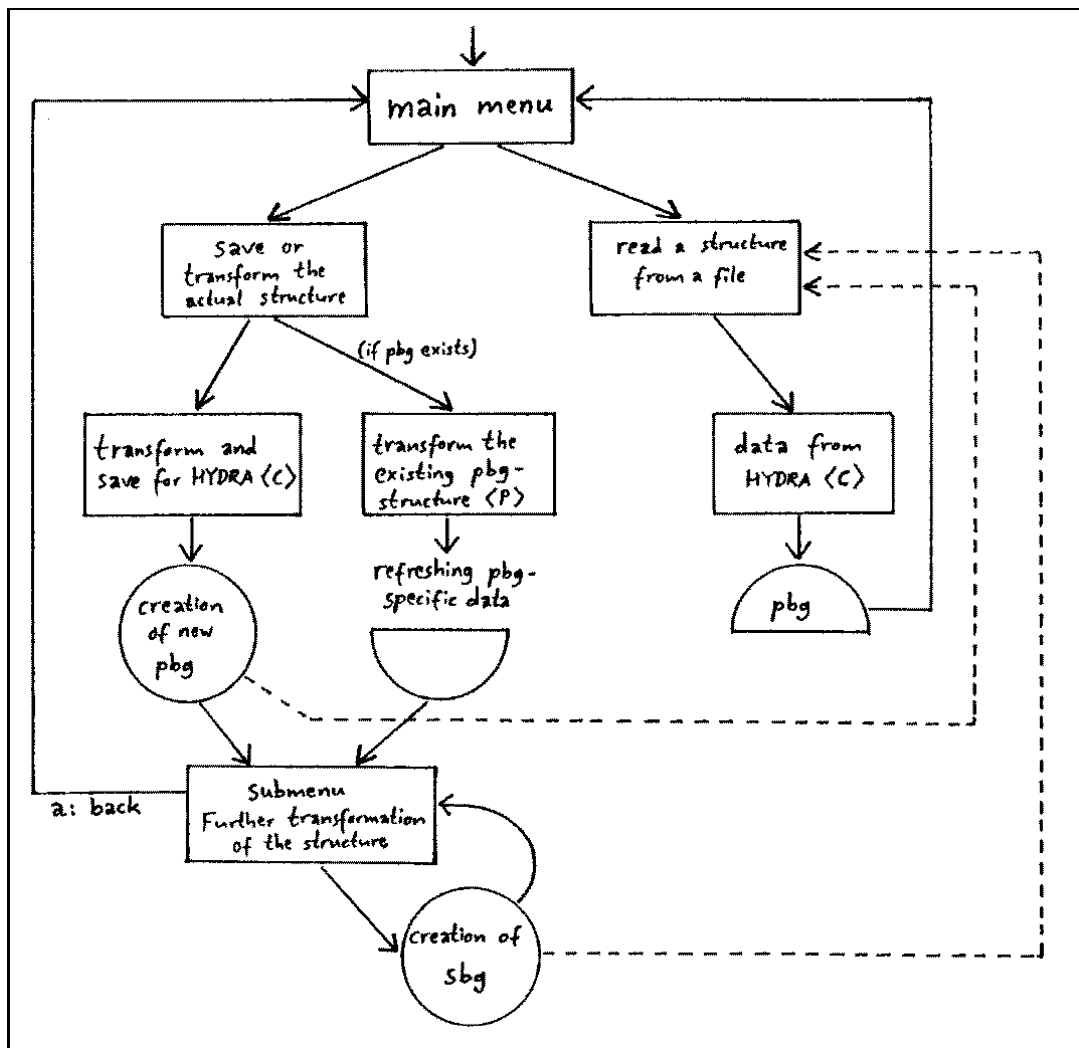 main menu
save or
transform the
actual structure
read a structure
from a file
(if pbg exists)
transform and
save for HYDRA ⟨C⟩
transform the
existing pbg-
structure ⟨P⟩
data from
HYDRA ⟨C⟩
creation
of new
pbg
refreshing pbg-
specific data
pbg
a: back
submenu
Further transformation
of the structure
creation of
sbg